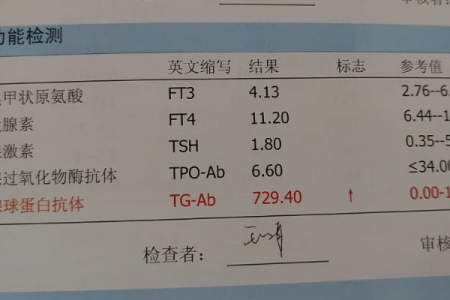 功能检测
英文缩写 结果 标志 参考值
甲状原氨酸 FT3 4.13 2.76--6.
腺素 FT4 11.20 6.44--1
激素 TSH 1.80 0.35--5
过氧化物酶抗体 TPO-Ab 6.60 ≤34.00
球蛋白抗体 TG-Ab 729.40 ↑ 0.00-1
检查者: 审核